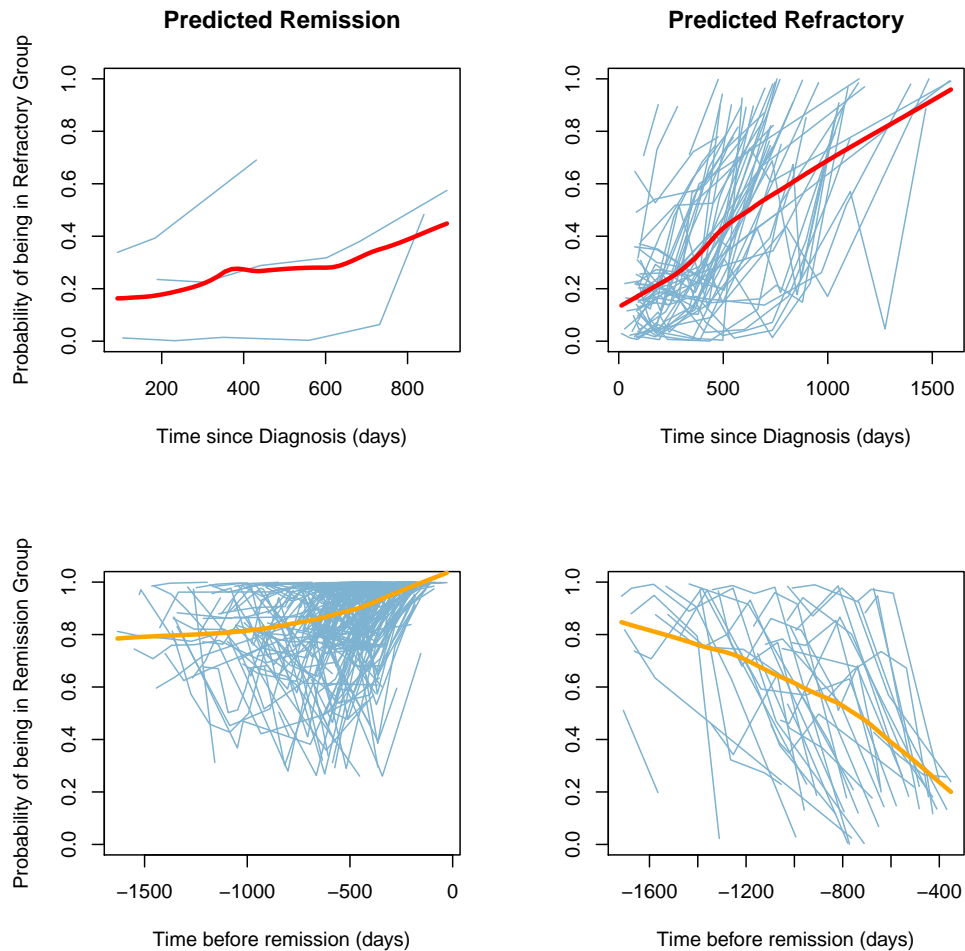 Predicted Remission
Predicted Refractory
Probability of being in Refractory Group
0.0 0.2 0.4 0.6 0.8 1.0
200 400 600 800
Time since Diagnosis (days)
0.0 0.2 0.4 0.6 0.8 1.0
0 500 1000 1500
Time since Diagnosis (days)
Probability of being in Remission Group
0.0 0.2 0.4 0.6 0.8 1.0
−1500 −1000 −500 0
Time before remission (days)
0.0 0.2 0.4 0.6 0.8 1.0
−1600 −1200 −800 −400
Time before remission (days)